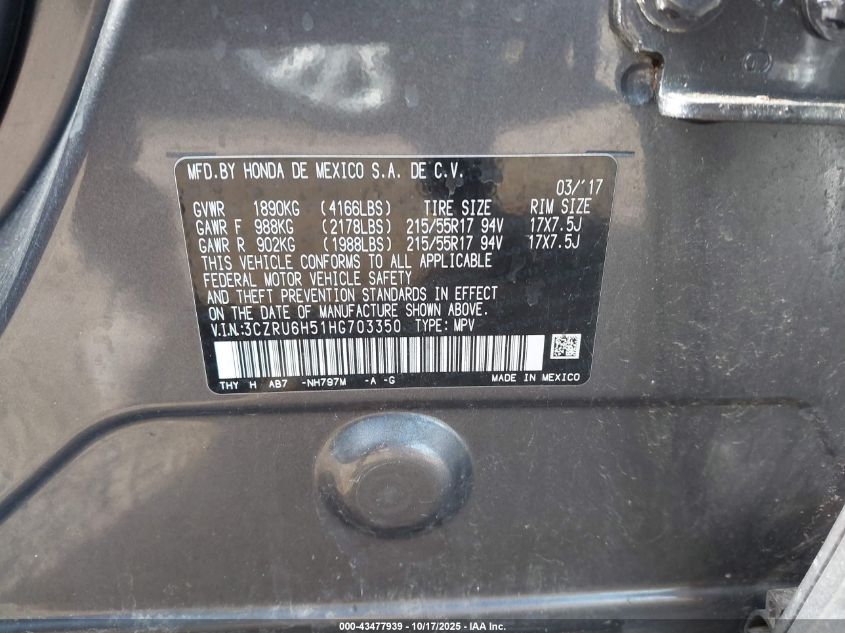 MFD.BY HONDA DE MEXICO S.A. DE C.V.
03/'17
GVWR 1890KG (4166LBS) TIRE SIZE RIM SIZE
GAWR F 988KG (2178LBS) 215/55R17 94V 17X7.5J
GAWR R 902KG (1988LBS) 215/55R17 94V 17X7.5J
THIS VEHICLE CONFORMS TO ALL APPLICABLE
FEDERAL MOTOR VEHICLE SAFETY
AND THEFT PREVENTION STANDARDS IN EFFECT
ON THE DATE OF MANUFACTURE SHOWN ABOVE.
V.I.N:3CZRU6H51HG703350 TYPE: MPV
THY H AB7 -NH797M -A -G MADE IN MEXICO
000-43477939 - 10/17/2025 - IAA Inc.